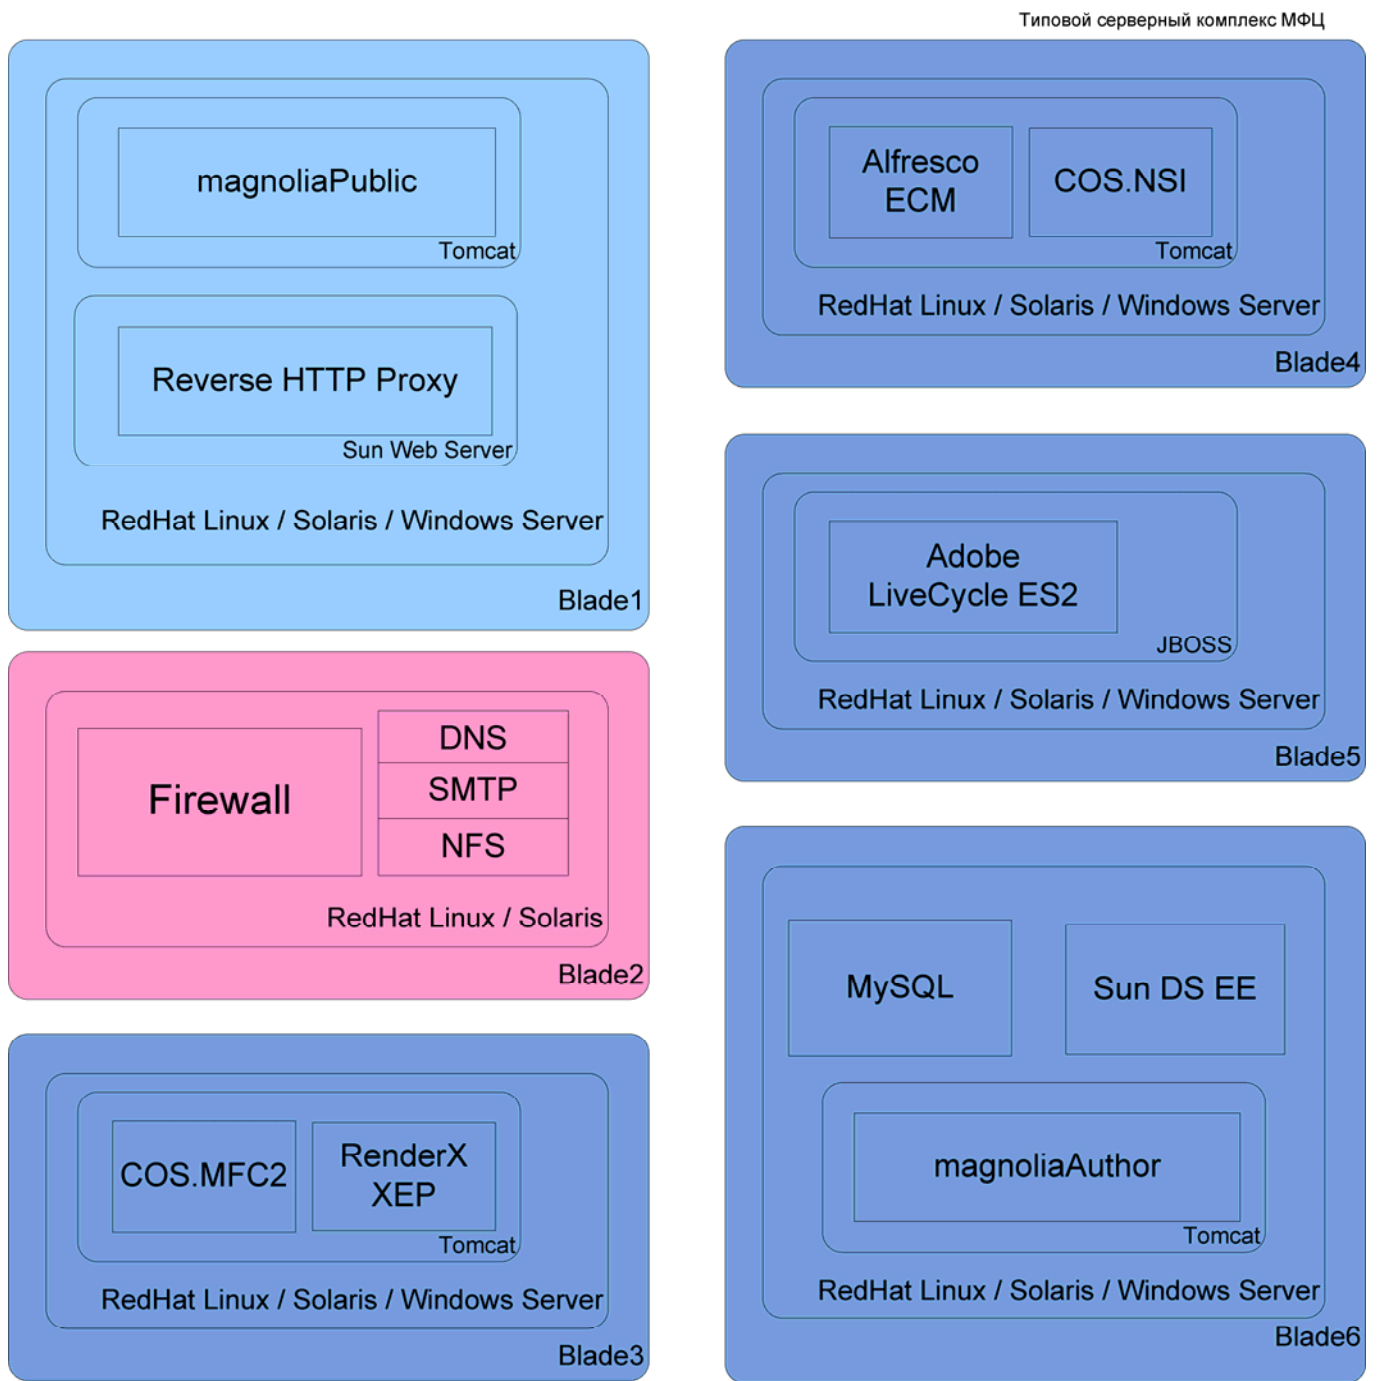 Типовой серверный комплекс МФЦ
magnoliaPublic
Tomcat
Reverse HTTP Proxy
Sun Web Server
RedHat Linux / Solaris / Windows Server
Blade1
Firewall
DNS
SMTP
NFS
RedHat Linux / Solaris
Blade2
COS.MFC2
RenderX
XEP
Tomcat
RedHat Linux / Solaris / Windows Server
Blade3
Alfresco
ECM
COS.NSI
Tomcat
RedHat Linux / Solaris / Windows Server
Blade4
Adobe
LiveCycle ES2
JBOSS
RedHat Linux / Solaris / Windows Server
Blade5
MySQL
Sun DS EE
magnoliaAuthor
Tomcat
RedHat Linux / Solaris / Windows Server
Blade6